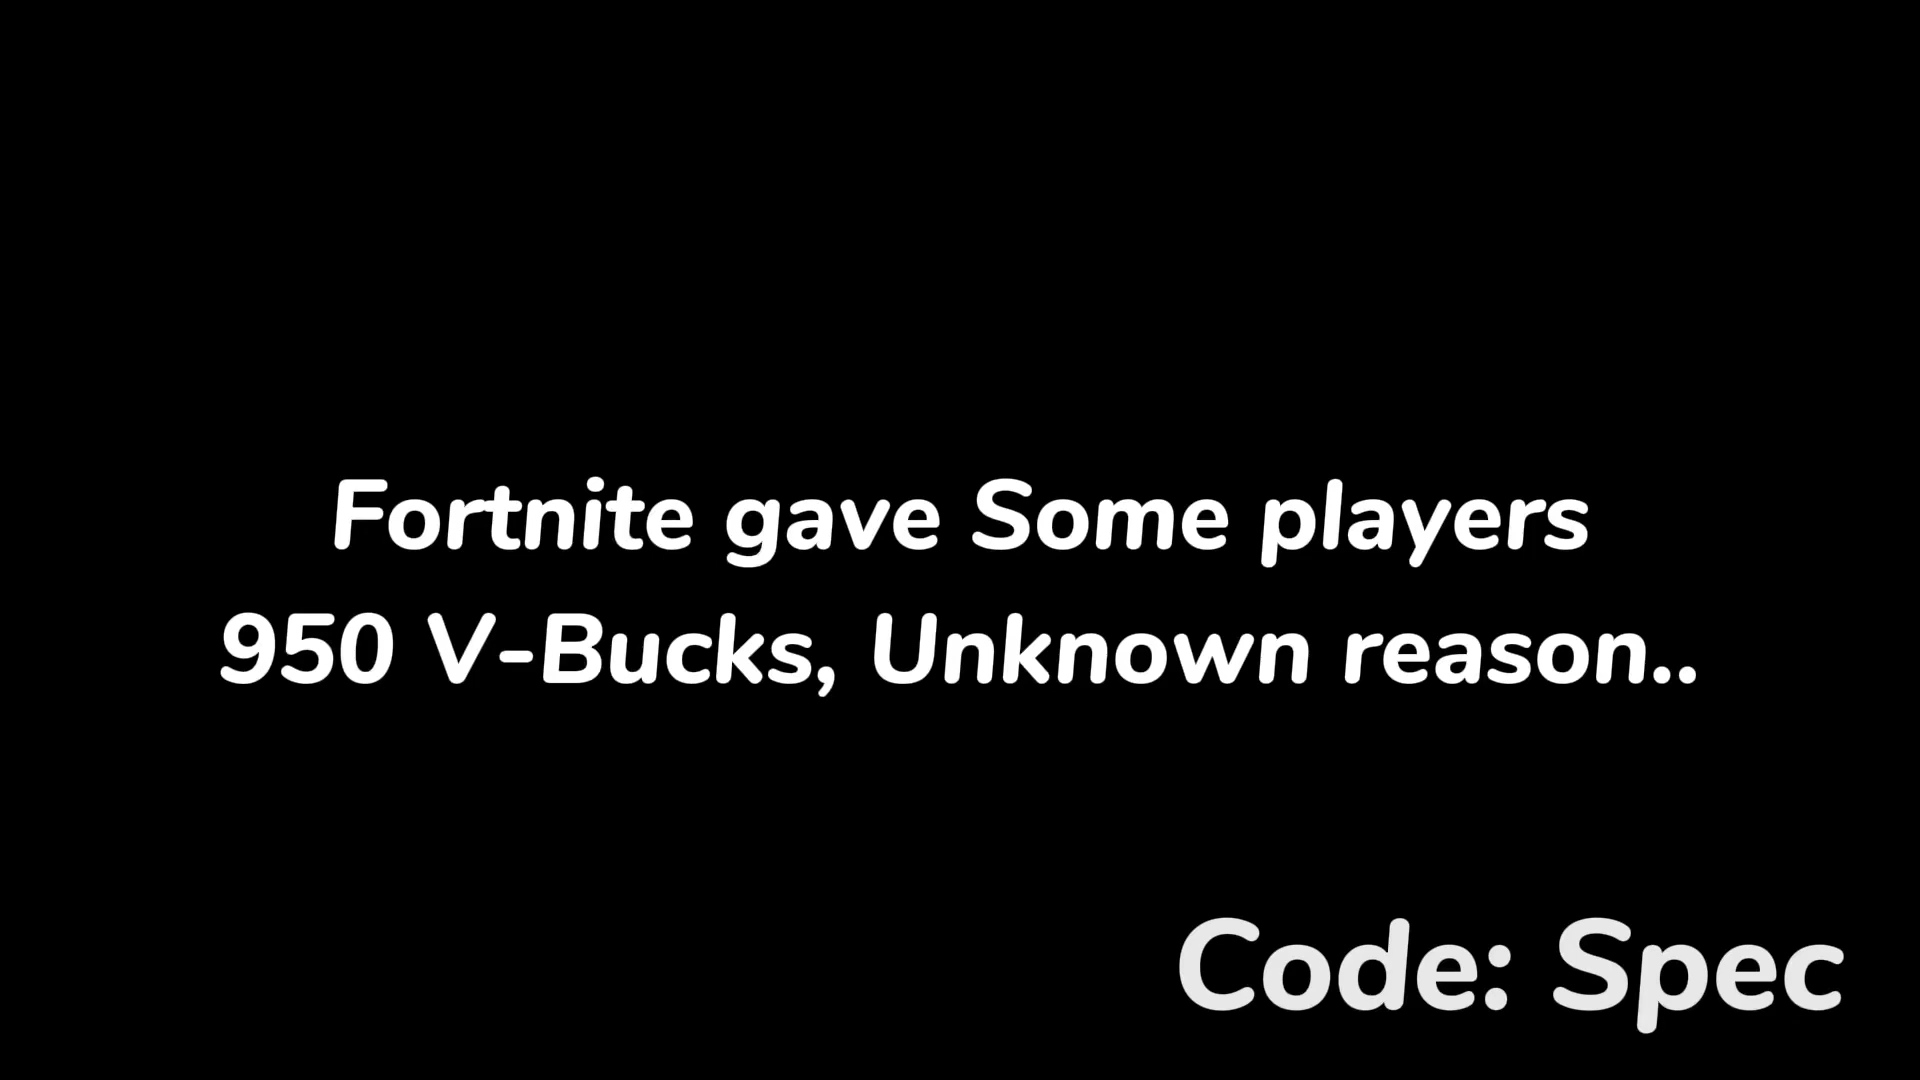 Fortnite gave Some players
950 V-Bucks, Unknown reason..
Code: Spec